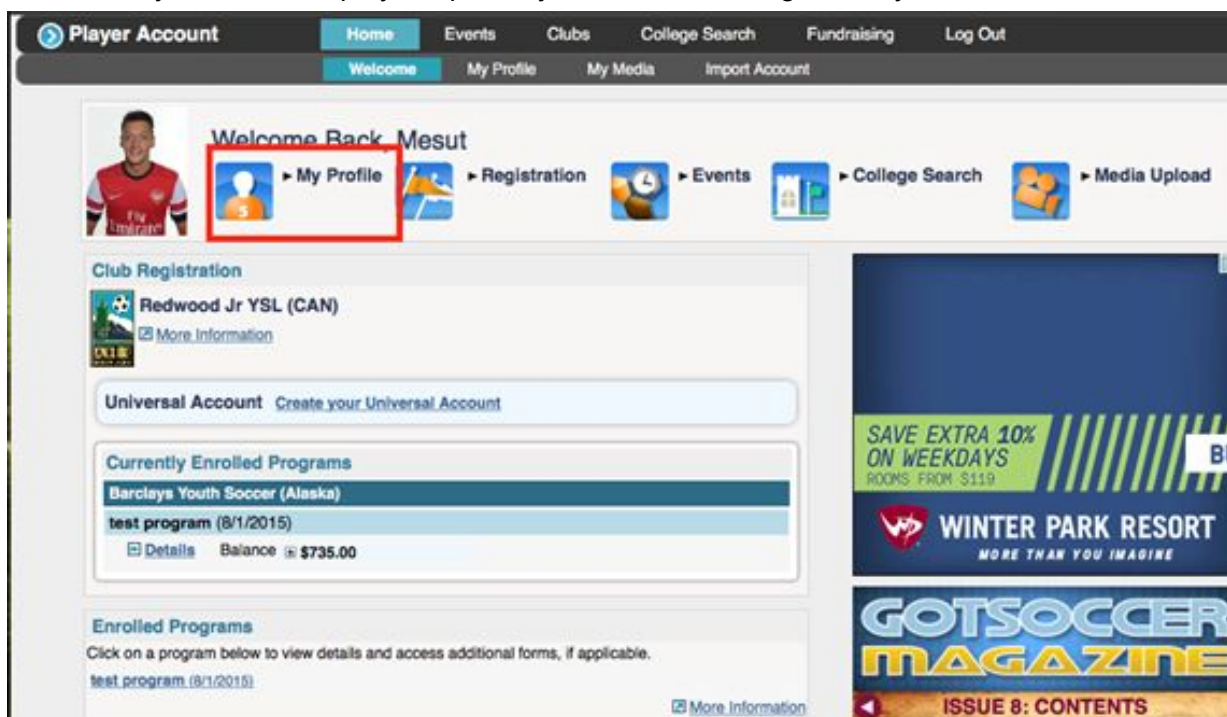 Player Account
Home Events Clubs College Search Fundraising Log Out
Welcome My Profile My Media Import Account
Welcome Back, Mesut
My Profile Registration Events College Search Media Upload
Fly
Emirates
Club Registration
Redwood Jr YSL (CAN)
More Information
Universal Account Create your Universal Account
Currently Enrolled Programs
Barclays Youth Soccer (Alaska)
test program (8/1/2015)
Details Balance $735.00
Enrolled Programs
Click on a program below to view details and access additional forms, if applicable.
test program (8/1/2015)
More Information
SAVE EXTRA 10%
ON WEEKDAYS
ROOMS FROM $119
WINTER PARK RESORT
MORE THAN YOU IMAGINE
GOTSOCCER
MAGAZINE
ISSUE 8: CONTENTS